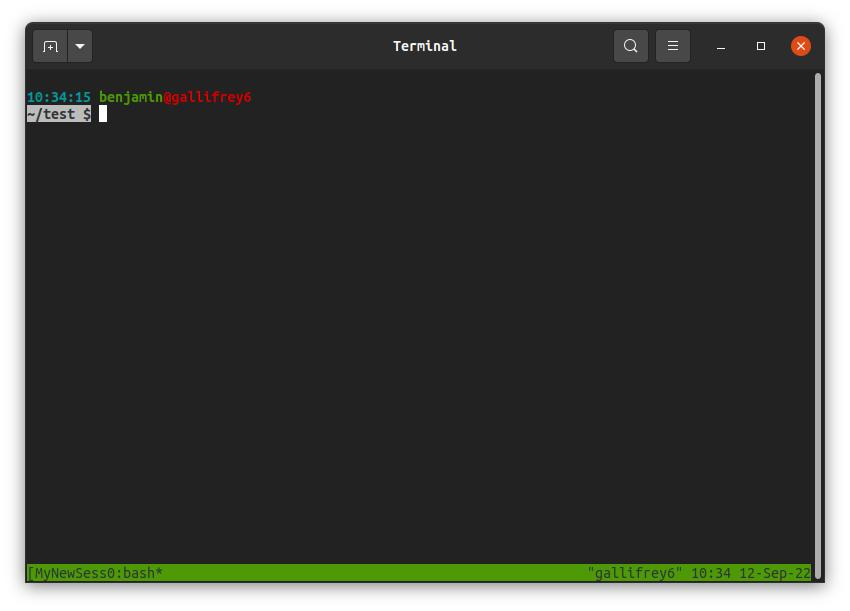 Terminal
10:34:15 benjamin@gallifrey6
~/test $
[MyNewSess0:bash* "gallifrey6" 10:34 12-Sep-22